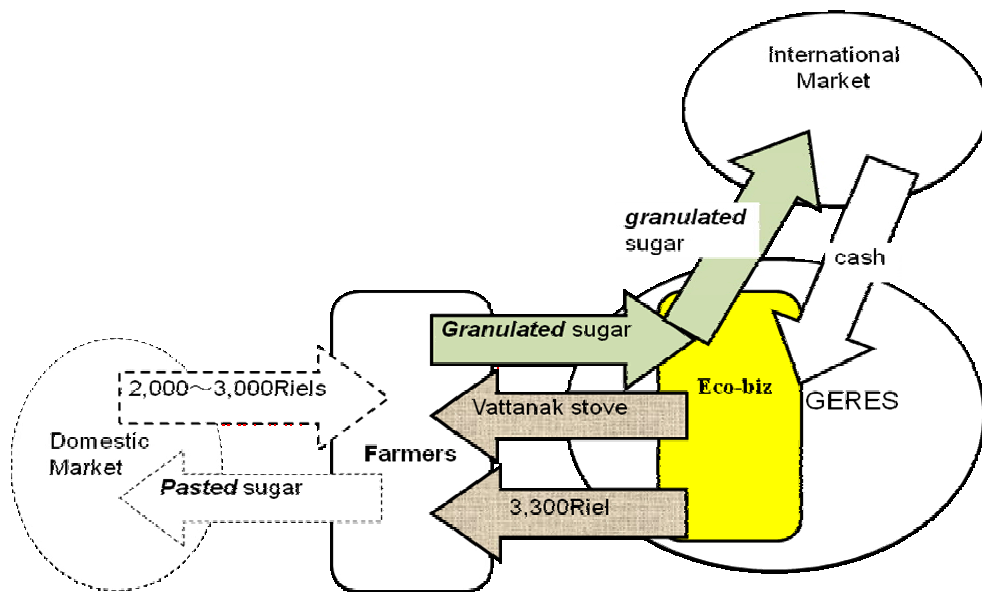 International
Market
granulated
sugar
cash
Granulated sugar
2,000～3,000Riels
Eco-biz
Vattanak stove
GERES
Domestic
Market
Farmers
Pasted sugar
3,300Riel